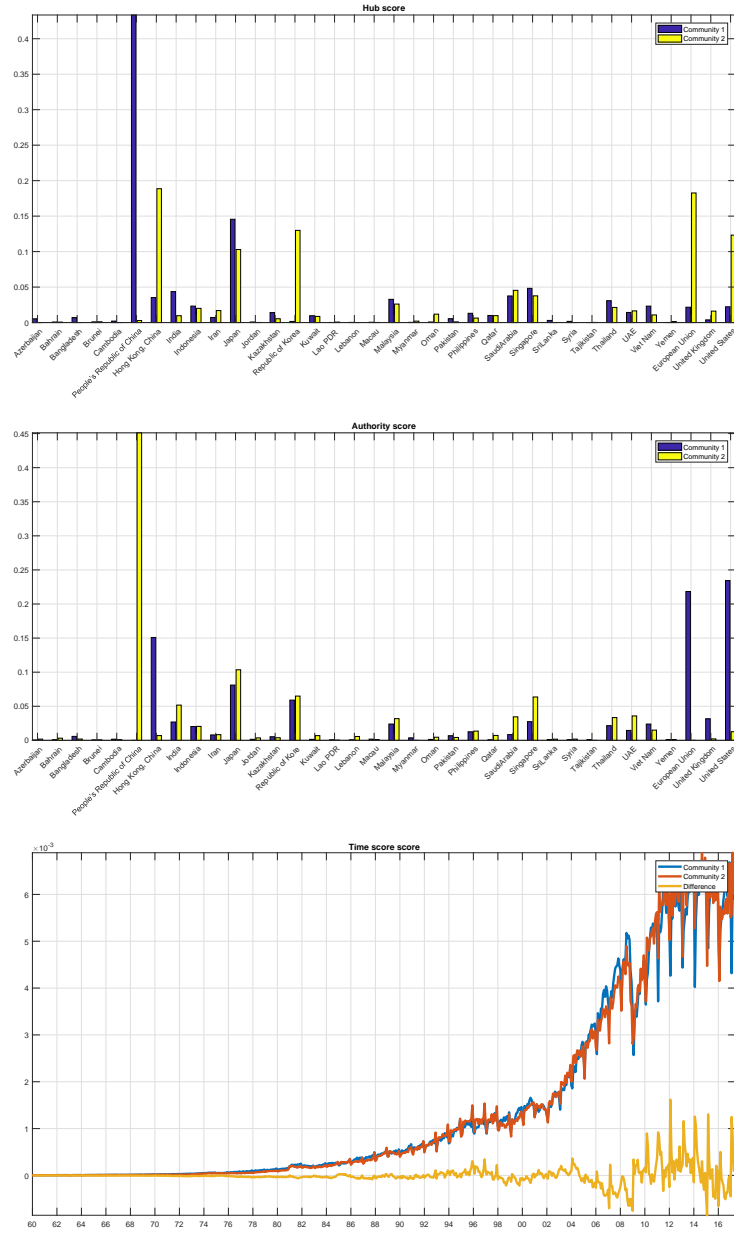 Hub score
Community 1
Community 2
0.4
0.35
0.3
0.25
0.2
0.15
0.1
0.05
0
Azerbaijan
Bahrain
Bangladesh
Brunei
Cambodia
People's Republic of China
Hong Kong, China
India
Indonesia
Iran
Japan
Jordan
Kazakhstan
Republic of Korea
Kuwait
Lao PDR
Lebanon
Macau
Malaysia
Myanmar
Oman
Pakistan
Philippines
Qatar
SaudiArabia
Singapore
SriLanka
Syria
Tajikistan
Thailand
UAE
Viet Nam
Yemen
European Union
United Kingdom
United States
Authority score
Community 1
Community 2
0.45
0.4
0.35
0.3
0.25
0.2
0.15
0.1
0.05
0
Azerbaijan
Bahrain
Bangladesh
Brunei
Cambodia
People's Republic of China
Hong Kong, China
India
Indonesia
Iran
Japan
Jordan
Kazakhstan
Republic of Kore
Kuwait
Lao PDR
Lebanon
Macau
Malaysia
Myanmar
Oman
Pakistan
Philippines
Qatar
SaudiArabia
Singapore
SriLanka
Syria
Tajikistan
Thailand
UAE
Viet Nam
Yemen
European Union
United Kingdom
United States
×10⁻³
Time score score
Community 1
Community 2
Difference
6
5
4
3
2
1
0
60 62 64 66 68 70 72 74 76 78 80 82 84 86 88 90 92 94 96 98 00 02 04 06 08 10 12 14 16